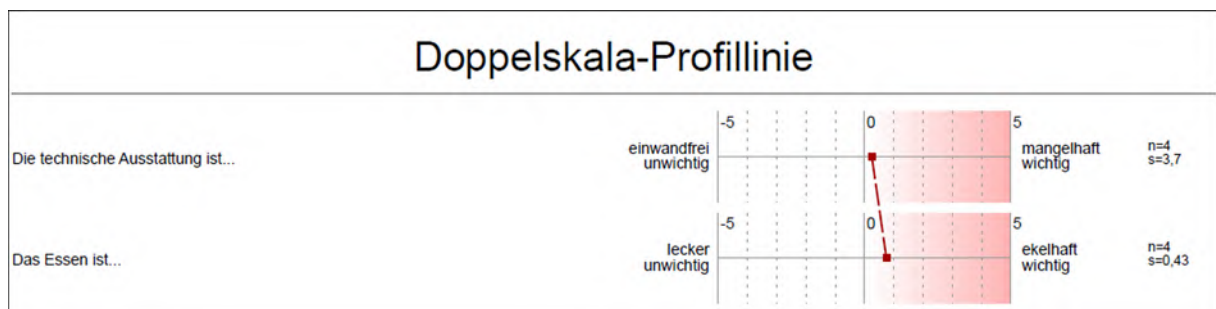 Doppelskala-Profillinie
-5 0 5
Die technische Ausstattung ist...
einwandfrei
unwichtig
mangelhaft
wichtig
n=4
s=3,7
-5 0 5
Das Essen ist...
lecker
unwichtig
ekelhaft
wichtig
n=4
s=0,43